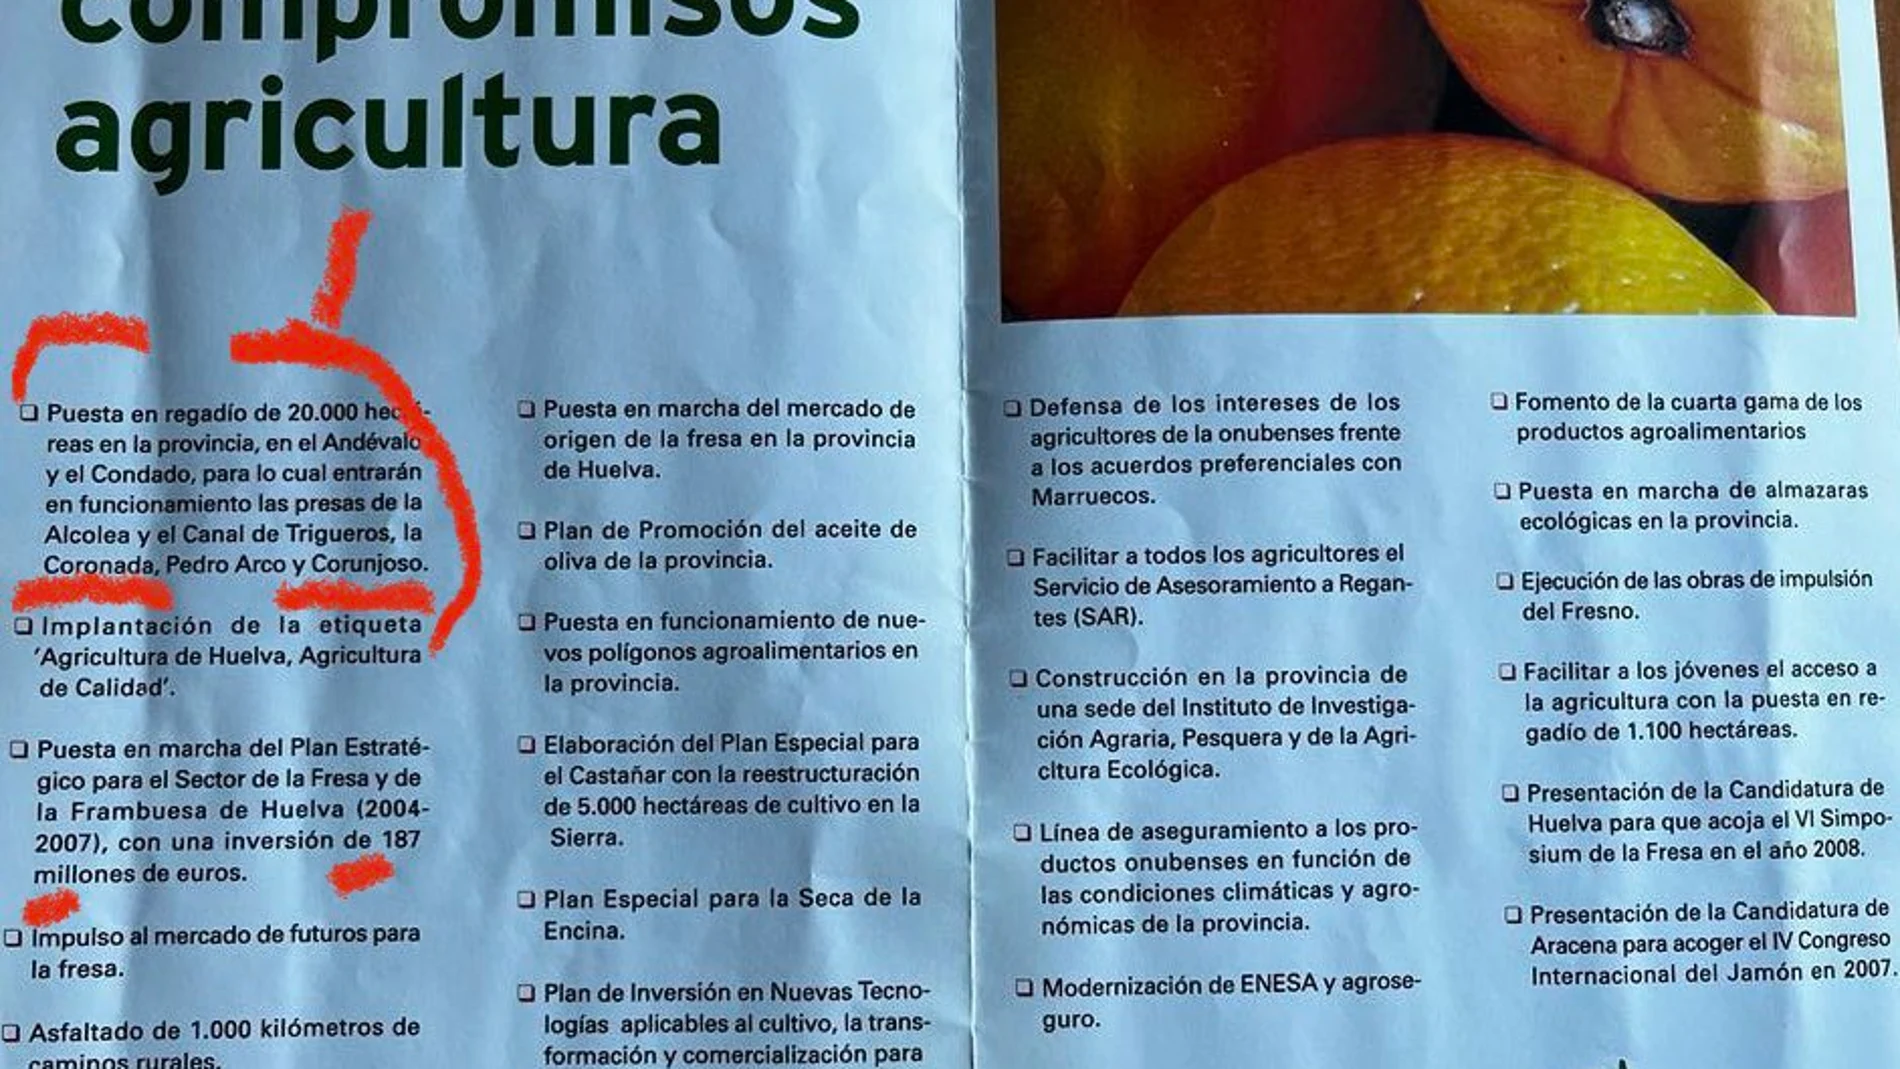 compromisos
agricultura
❏ Puesta en regadío de 20.000 hectá-
reas en la provincia, en el Andévalo
y el Condado, para lo cual entrarán
en funcionamiento las presas de la
Alcolea y el Canal de Trigueros, la
Coronada, Pedro Arco y Corunjoso.
❏ Implantación de la etiqueta
'Agricultura de Huelva, Agricultura
de Calidad'.
❏ Puesta en marcha del Plan Estraté-
gico para el Sector de la Fresa y de
la Frambuesa de Huelva (2004-
2007), con una inversión de 187
millones de euros.
❏ Impulso al mercado de futuros para
la fresa.
❏ Asfaltado de 1.000 kilómetros de
caminos rurales.
❏ Puesta en marcha del mercado de
origen de la fresa en la provincia
de Huelva.
❏ Plan de Promoción del aceite de
oliva de la provincia.
❏ Puesta en funcionamiento de nue-
vos polígonos agroalimentarios en
la provincia.
❏ Elaboración del Plan Especial para
el Castañar con la reestructuración
de 5.000 hectáreas de cultivo en la
Sierra.
❏ Plan Especial para la Seca de la
Encina.
❏ Plan de Inversión en Nuevas Tecno-
logías aplicables al cultivo, la trans-
formación y comercialización para
❏ Defensa de los intereses de los
agricultores de la onubenses frente
a los acuerdos preferenciales con
Marruecos.
❏ Facilitar a todos los agricultores el
Servicio de Asesoramiento a Regan-
tes (SAR).
❏ Construcción en la provincia de
una sede del Instituto de Investiga-
ción Agraria, Pesquera y de la Agri-
cltura Ecológica.
❏ Línea de aseguramiento a los pro-
ductos onubenses en función de
las condiciones climáticas y agro-
nómicas de la provincia.
❏ Modernización de ENESA y agrose-
guro.
❏ Fomento de la cuarta gama de los
productos agroalimentarios
❏ Puesta en marcha de almazaras
ecológicas en la provincia.
❏ Ejecución de las obras de impulsión
del Fresno.
❏ Facilitar a los jóvenes el acceso a
la agricultura con la puesta en re-
gadío de 1.100 hectáreas.
❏ Presentación de la Candidatura de
Huelva para que acoja el VI Simpo-
sium de la Fresa en el año 2008.
❏ Presentación de la Candidatura de
Aracena para acoger el IV Congreso
Internacional del Jamón en 2007.